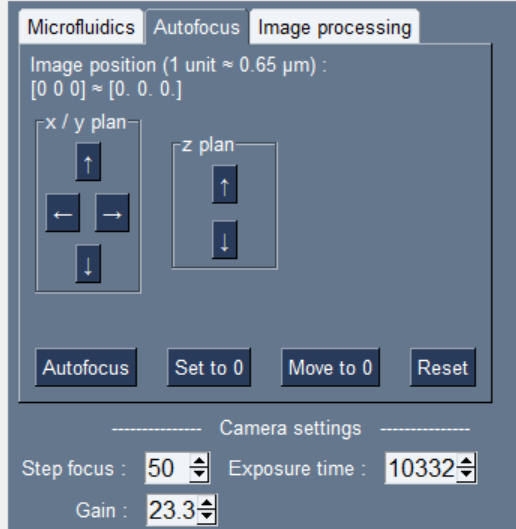 Microfluidics Autofocus Image processing
Image position (1 unit ≈ 0.65 µm) :
[0 0 0] ≈ [0. 0. 0.]
x / y plan
z plan
↑
↑
← →
↓
↓
Autofocus Set to 0 Move to 0 Reset
--------------- Camera settings ---------------
Step focus : 50 Exposure time : 10332
Gain : 23.3